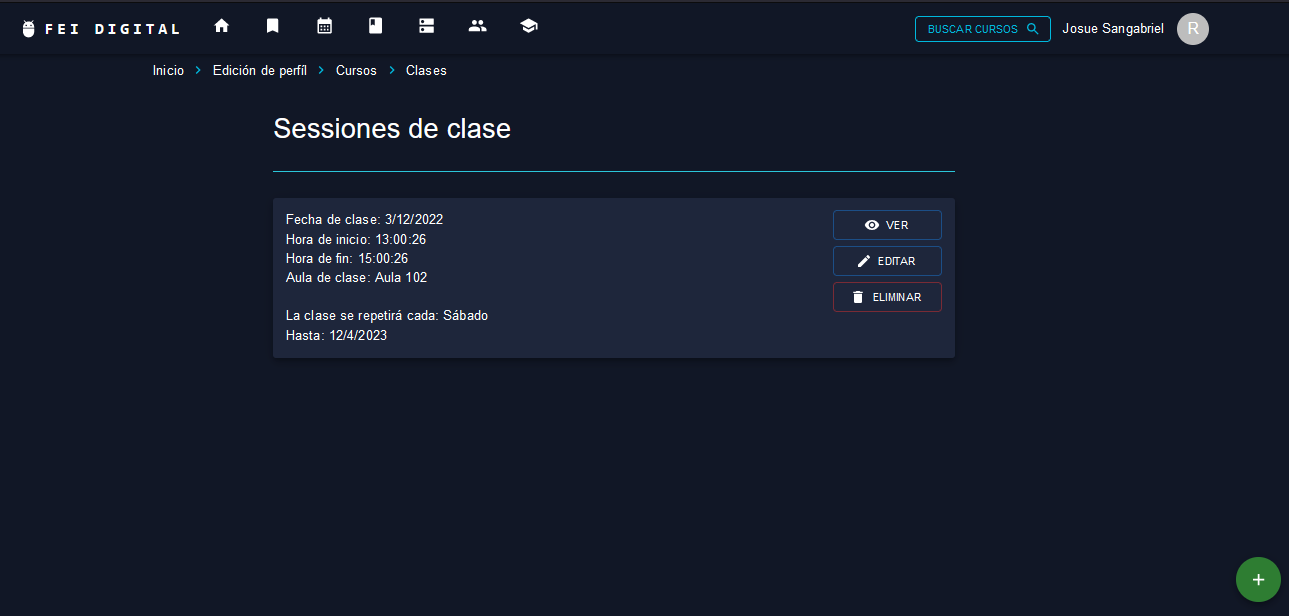 FEI DIGITAL
BUSCAR CURSOS
Josue Sangabriel
R
Inicio > Edición de perfíl > Cursos > Clases
Sessiones de clase
Fecha de clase: 3/12/2022
Hora de inicio: 13:00:26
Hora de fin: 15:00:26
Aula de clase: Aula 102
La clase se repetirá cada: Sábado
Hasta: 12/4/2023
VER
EDITAR
ELIMINAR
+